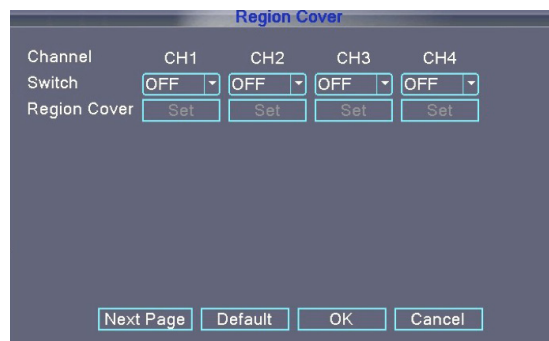 Region Cover
Channel CH1 CH2 CH3 CH4
Switch OFF OFF OFF OFF
Region Cover Set Set Set Set
Next Page Default OK Cancel